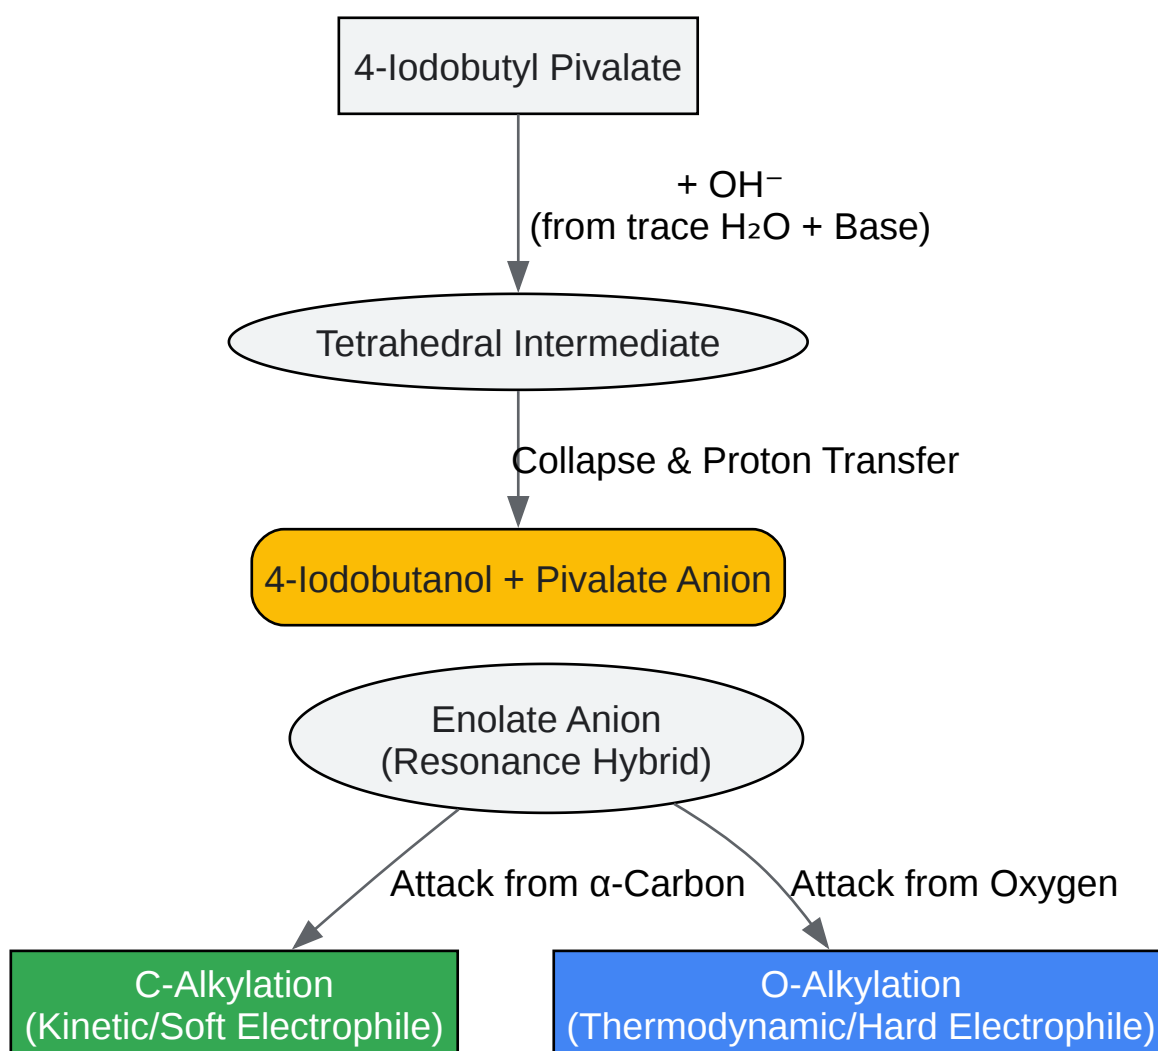 4-Iodobutyl Pivalate
+ OH⁻
(from trace H₂O + Base)
Tetrahedral Intermediate
Collapse & Proton Transfer
4-Iodobutanol + Pivalate Anion
Enolate Anion
(Resonance Hybrid)
Attack from α-Carbon
Attack from Oxygen
C-Alkylation
(Kinetic/Soft Electrophile)
O-Alkylation
(Thermodynamic/Hard Electrophile)